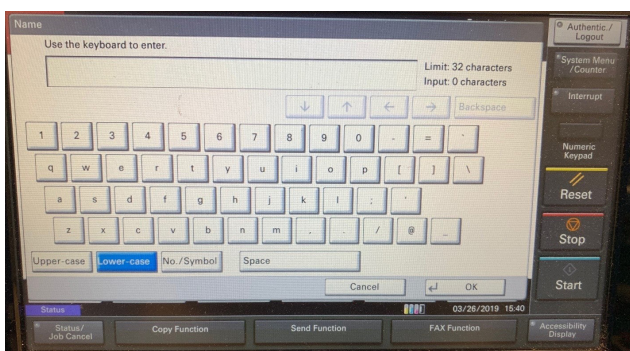 Name
Use the keyboard to enter.
Limit: 32 characters
Input: 0 characters
↓ ↑ ← → Backspace
1 2 3 4 5 6 7 8 9 0 - = `
q w e r t y u i o p [ ] \
a s d f g h j k l ; '
z x c v b n m , . / @ _
Upper-case Lower-case No./Symbol Space
Cancel OK
Status 03/26/2019 15:40
Status/
Job Cancel
Copy Function
Send Function
FAX Function
Accessibility
Display
Authentic./
Logout
System Menu
/Counter
Interrupt
Numeric
Keypad
Reset
Stop
Start